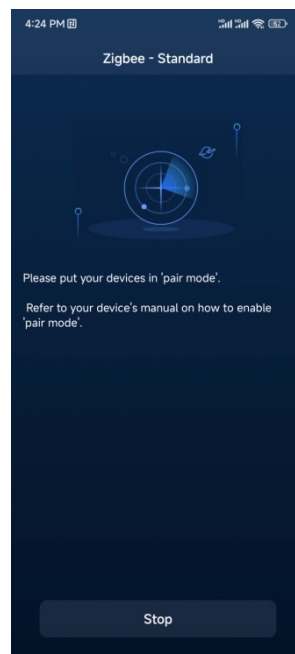 4:24 PM
Zigbee - Standard
Please put your devices in 'pair mode'.
Refer to your device's manual on how to enable
'pair mode'.
Stop